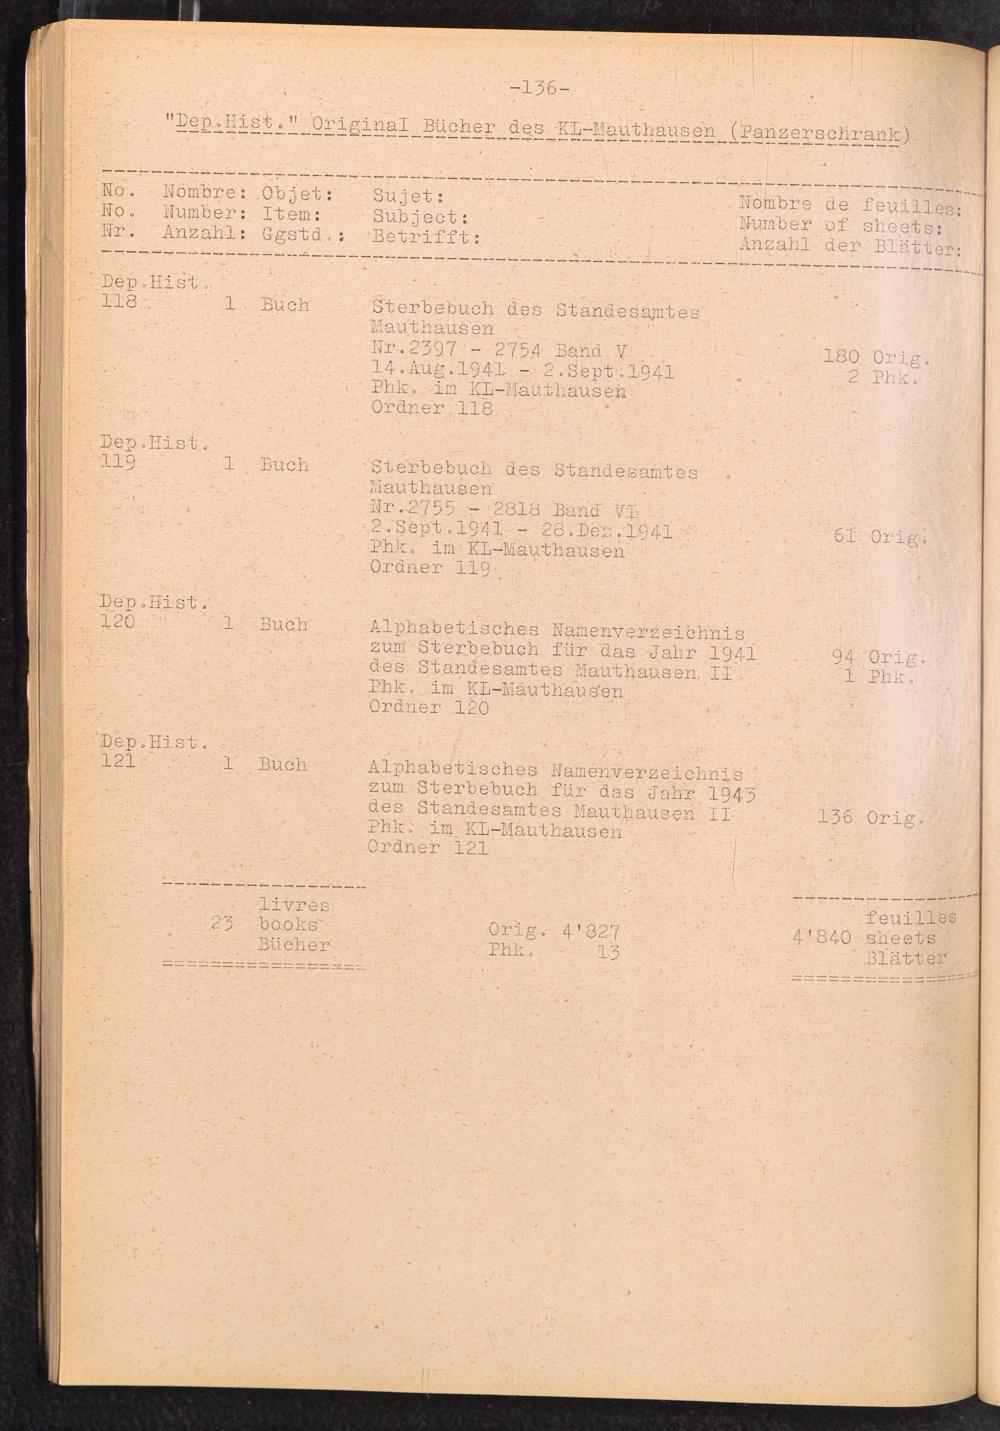 -136-
"Dep.Hist." Original Bücher des KL-Mauthausen (Panzerschrank)
No. Nombre: Objet: Sujet: Nombre de feuilles:
No. Number: Item: Subject: Number of sheets:
Nr. Anzahl: Ggstd.: Betrifft: Anzahl der Blätter:
Dep.Hist.
118 1 Buch Sterbebuch des Standesamtes
Mauthausen
Nr.2397 - 2754 Band V 180 Orig.
14.Aug.1941 - 2.Sept.1941 2 Phk.
Phk. im KL-Mauthausen
Ordner 118
Dep.Hist.
119 1 Buch Sterbebuch des Standesamtes
Mauthausen
Nr.2755 - 2818 Band VI
2.Sept.1941 - 28.Dez.1941 61 Orig.
Phk. im KL-Mauthausen
Ordner 119
Dep.Hist.
120 1 Buch Alphabetisches Namenverzeichnis
zum Sterbebuch für das Jahr 1941 94 Orig.
des Standesamtes Mauthausen II 1 Phk.
Phk. im KL-Mauthausen
Ordner 120
Dep.Hist.
121 1 Buch Alphabetisches Namenverzeichnis
zum Sterbebuch für das Jahr 1943
des Standesamtes Mauthausen II 136 Orig.
Phk. im KL-Mauthausen
Ordner 121
livres feuilles
23 books Orig. 4'827 4'840 sheets
Bücher Phk. 13 Blätter